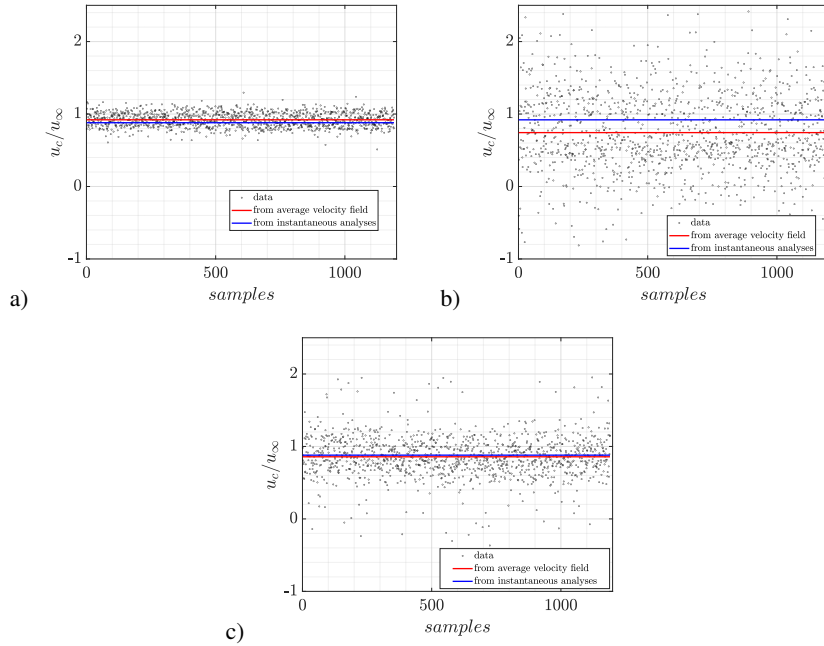 2
1
0
-1
u_c/u_∞
0
500
1000
samples
data
from average velocity field
from instantaneous analyses
a)
2
1
0
-1
u_c/u_∞
0
500
1000
samples
data
from average velocity field
from instantaneous analyses
b)
2
1
0
-1
u_c/u_∞
0
500
1000
samples
data
from average velocity field
from instantaneous analyses
c)